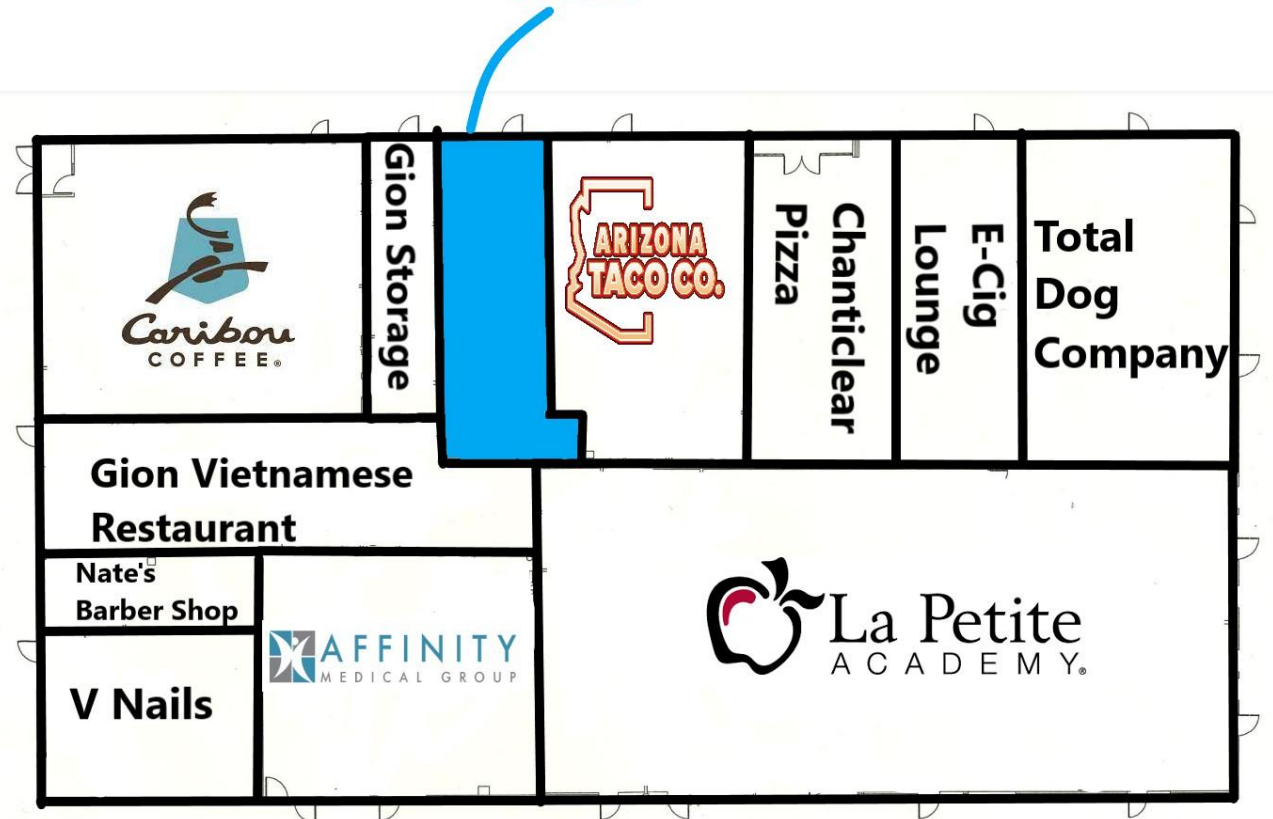 Caribou
COFFEE®
Gion Storage
ARIZONA
TACO CO.
Chanticlear
Pizza
E-Cig
Lounge
Total
Dog
Company
Gion Vietnamese
Restaurant
Nate's
Barber Shop
V Nails
AFFINITY
MEDICAL GROUP
La Petite
ACADEMY®